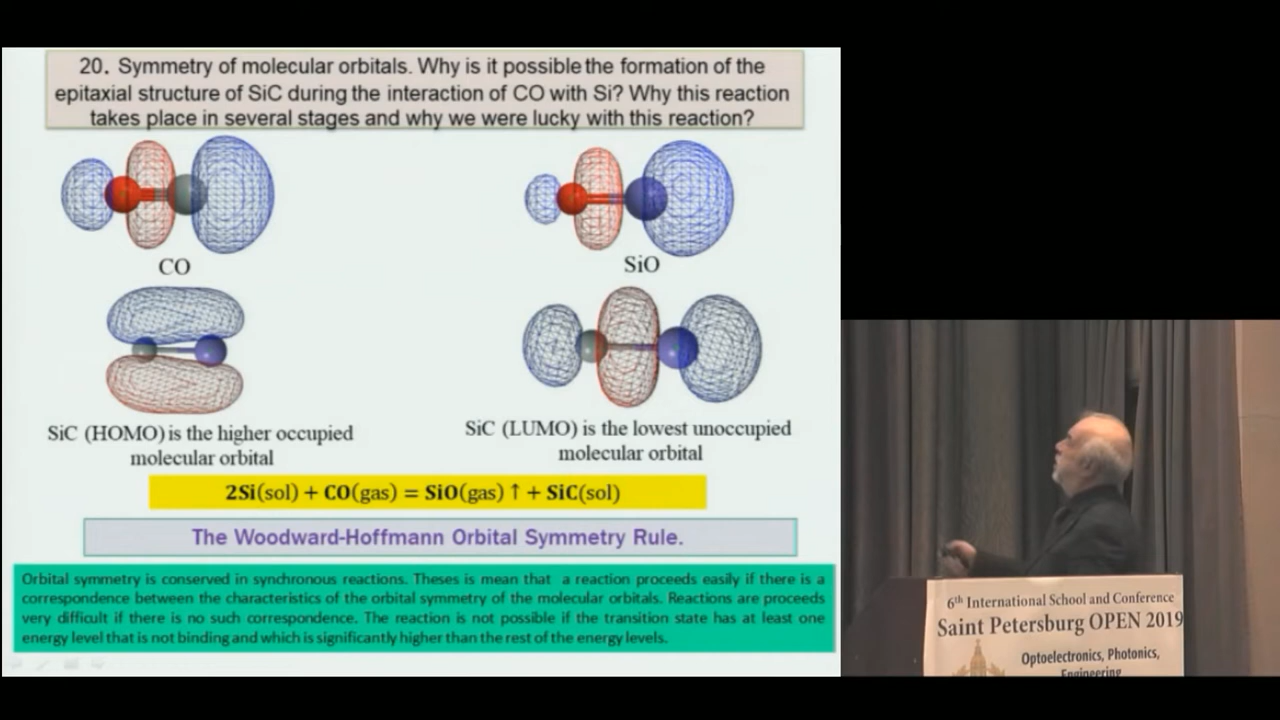 20. Symmetry of molecular orbitals. Why is it possible the formation of the
epitaxial structure of SiC during the interaction of CO with Si? Why this reaction
takes place in several stages and why we were lucky with this reaction?
CO
SiO
SiC (HOMO) is the higher occupied
molecular orbital
SiC (LUMO) is the lowest unoccupied
molecular orbital
2Si(sol) + CO(gas) = SiO(gas) ↑ + SiC(sol)
The Woodward-Hoffmann Orbital Symmetry Rule.
Orbital symmetry is conserved in synchronous reactions. Theses is mean that a reaction proceeds easily if there is a
correspondence between the characteristics of the orbital symmetry of the molecular orbitals. Reactions are proceeds
very difficult if there is no such correspondence. The reaction is not possible if the transition state has at least one
energy level that is not binding and which is significantly higher than the rest of the energy levels.
6th International School and Conference
Saint Petersburg OPEN 2019
Optoelectronics, Photonics,
Engineering